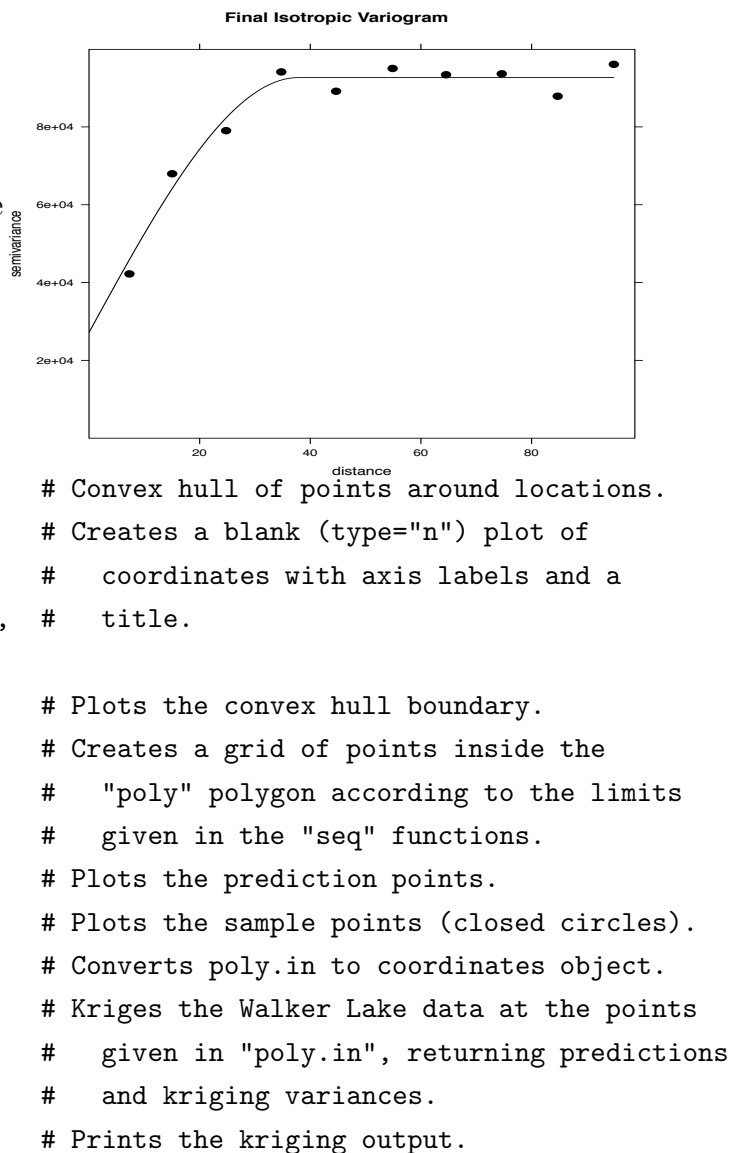 Final Isotropic Variogram
8e+04
6e+04
4e+04
2e+04
semivariance
20 40 60 80
distance
# Convex hull of points around locations.
# Creates a blank (type="n") plot of
#   coordinates with axis labels and a
, #   title.
# Plots the convex hull boundary.
# Creates a grid of points inside the
#   "poly" polygon according to the limits
#   given in the "seq" functions.
# Plots the prediction points.
# Plots the sample points (closed circles).
# Converts poly.in to coordinates object.
# Kriges the Walker Lake data at the points
#   given in "poly.in", returning predictions
#   and kriging variances.
# Prints the kriging output.